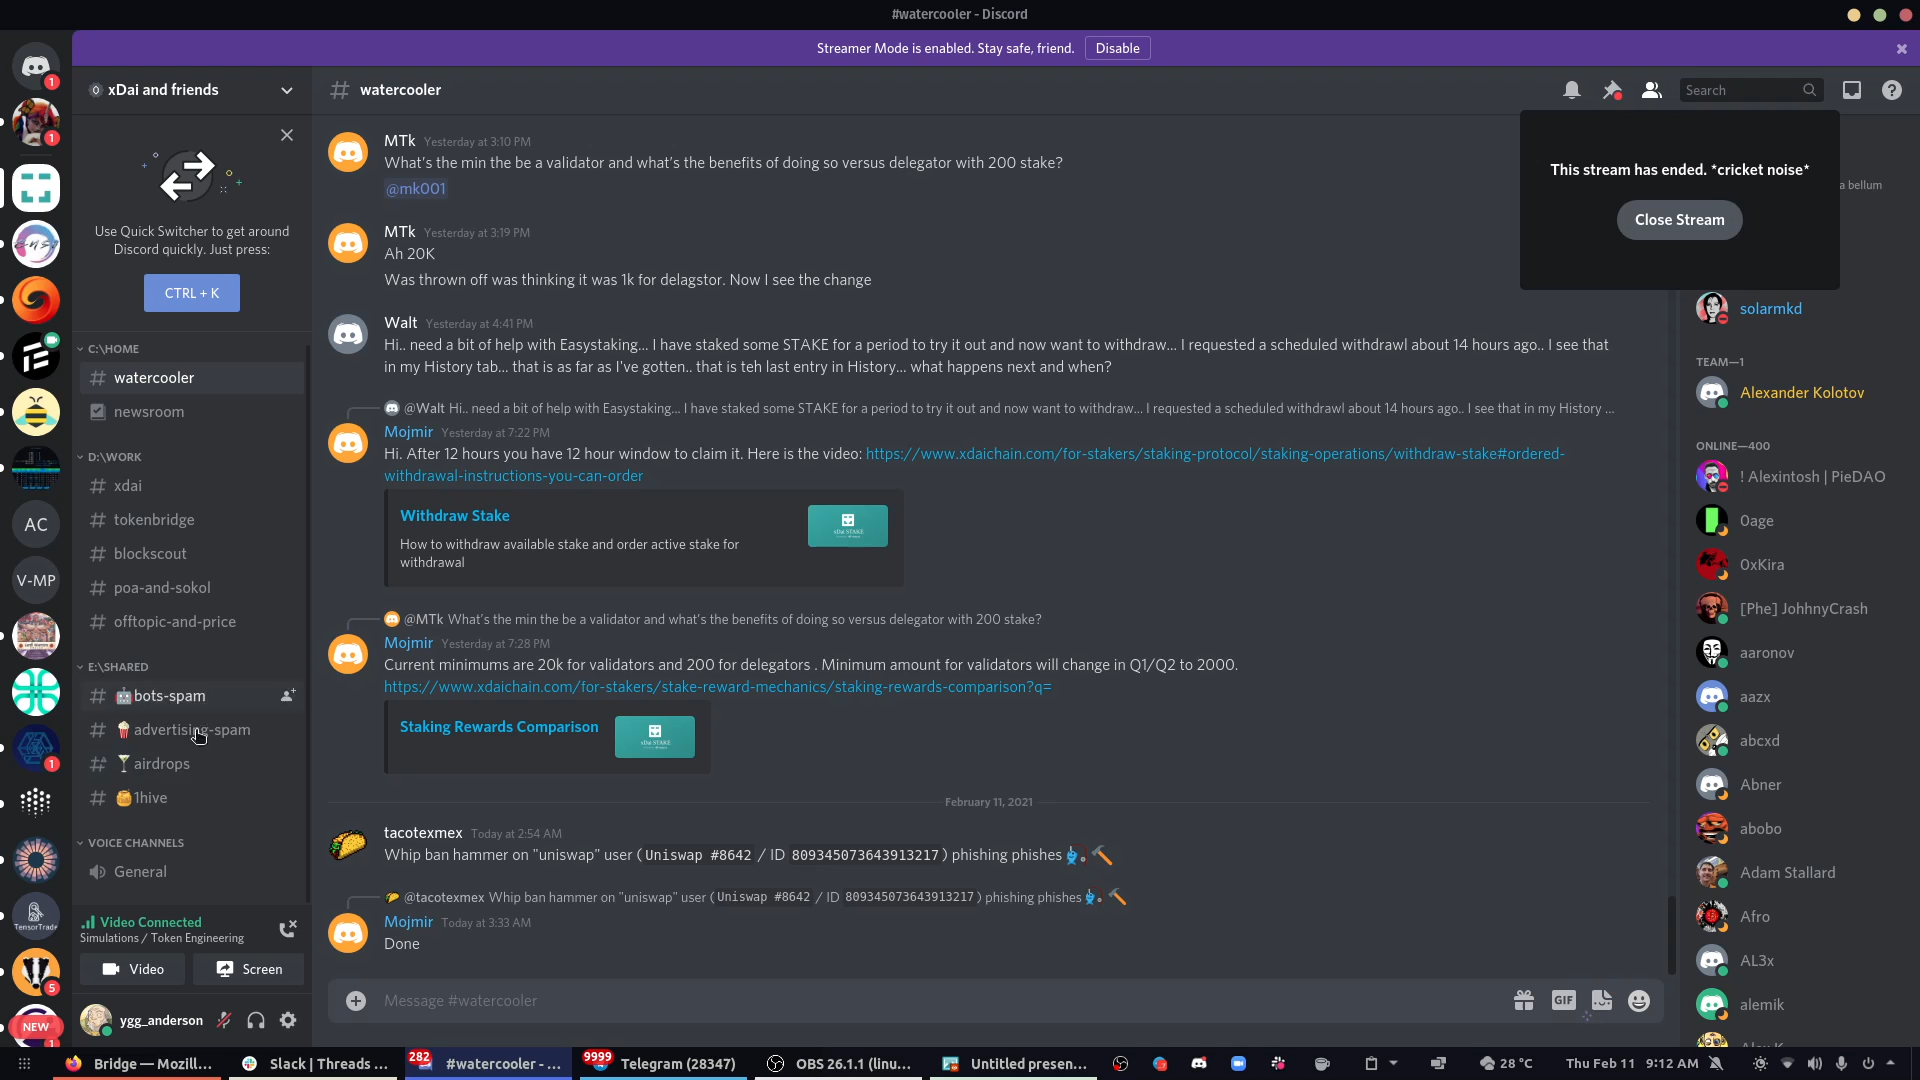 #watercooler - Discord
Streamer Mode is enabled. Stay safe, friend. Disable
1
xDai and friends
# watercooler
Search
1
Use Quick Switcher to get around
Discord quickly. Just press:
CTRL + K
C:\HOME
# watercooler
newsroom
D:\WORK
# xdai
# tokenbridge
# blockscout
# poa-and-sokol
# offtopic-and-price
E:\SHARED
# bots-spam
# advertising-spam
# airdrops
# 1hive
VOICE CHANNELS
General
Video Connected
Simulations / Token Engineering
Video Screen
ygg_anderson
AC
V-MP
1
TensorTrade
5
NEW
1
MTk Yesterday at 3:10 PM
What's the min the be a validator and what's the benefits of doing so versus delegator with 200 stake?
@mk001
MTk Yesterday at 3:19 PM
Ah 20K
Was thrown off was thinking it was 1k for delagstor. Now I see the change
Walt Yesterday at 4:41 PM
Hi.. need a bit of help with Easystaking... I have staked some STAKE for a period to try it out and now want to withdraw... I requested a scheduled withdrawl about 14 hours ago.. I see that
in my History tab... that is as far as I've gotten.. that is teh last entry in History... what happens next and when?
@Walt Hi.. need a bit of help with Easystaking... I have staked some STAKE for a period to try it out and now want to withdraw... I requested a scheduled withdrawl about 14 hours ago.. I see that in my History ...
Mojmir Yesterday at 7:22 PM
Hi. After 12 hours you have 12 hour window to claim it. Here is the video: https://www.xdaichain.com/for-stakers/staking-protocol/staking-operations/withdraw-stake#ordered-
withdrawal-instructions-you-can-order
Withdraw Stake
How to withdraw available stake and order active stake for
withdrawal
xDai STAKE
@MTk What's the min the be a validator and what's the benefits of doing so versus delegator with 200 stake?
Mojmir Yesterday at 7:28 PM
Current minimums are 20k for validators and 200 for delegators . Minimum amount for validators will change in Q1/Q2 to 2000.
https://www.xdaichain.com/for-stakers/stake-reward-mechanics/staking-rewards-comparison?q=
Staking Rewards Comparison
xDai STAKE
February 11, 2021
tacotexmex Today at 2:54 AM
Whip ban hammer on "uniswap" user ( Uniswap #8642 / ID 809345073643913217 ) phishing phishes
@tacotexmex Whip ban hammer on "uniswap" user ( Uniswap #8642 / ID 809345073643913217 ) phishing phishes
Mojmir Today at 3:33 AM
Done
Message #watercooler
GIF
This stream has ended. *cricket noise*
Close Stream
a bellum
solarmkd
TEAM—1
Alexander Kolotov
ONLINE—400
! Alexintosh | PieDAO
0age
0xKira
[Phe] JohhnyCrash
aaronov
aazx
abcxd
Abner
abobo
Adam Stallard
Afro
AL3x
alemik
Bridge — Mozill...
Slack | Threads ...
282 #watercooler - ...
9999 Telegram (28347)
OBS 26.1.1 (linu...
Untitled presen...
28 °C
Thu Feb 11 9:12 AM